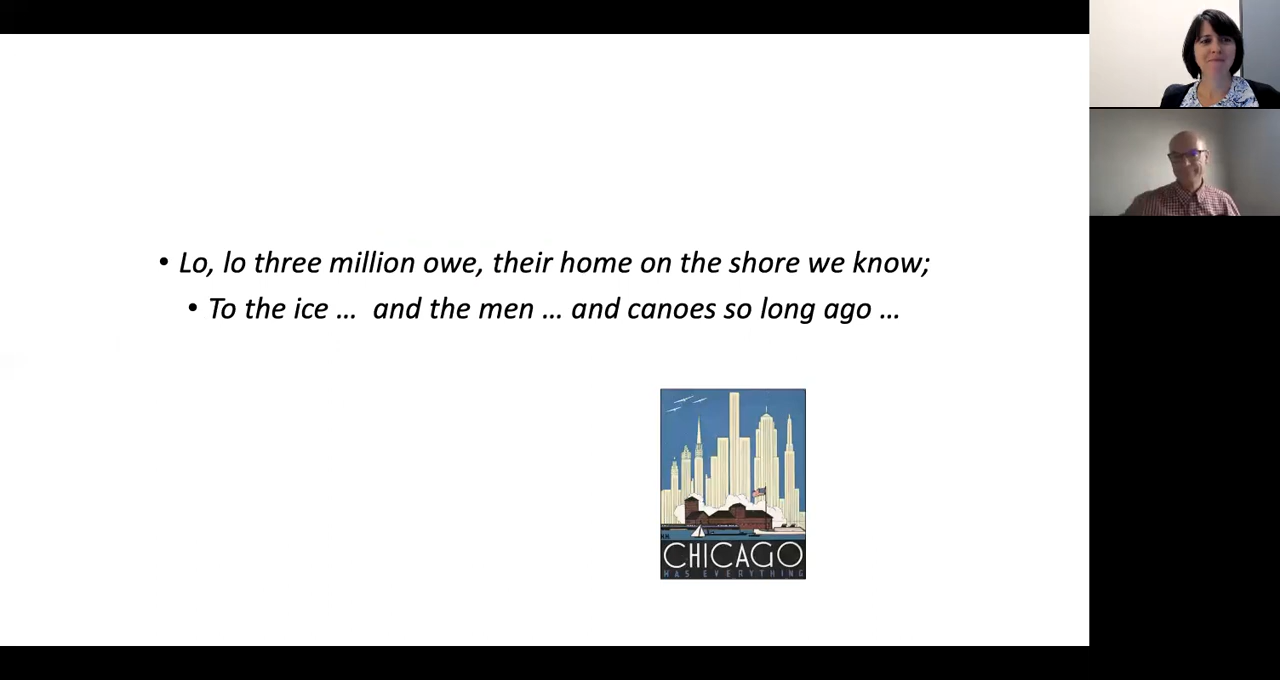 • Lo, lo three million owe, their home on the shore we know;
• To the ice … and the men … and canoes so long ago …
CHICAGO
HAS EVERYTHING